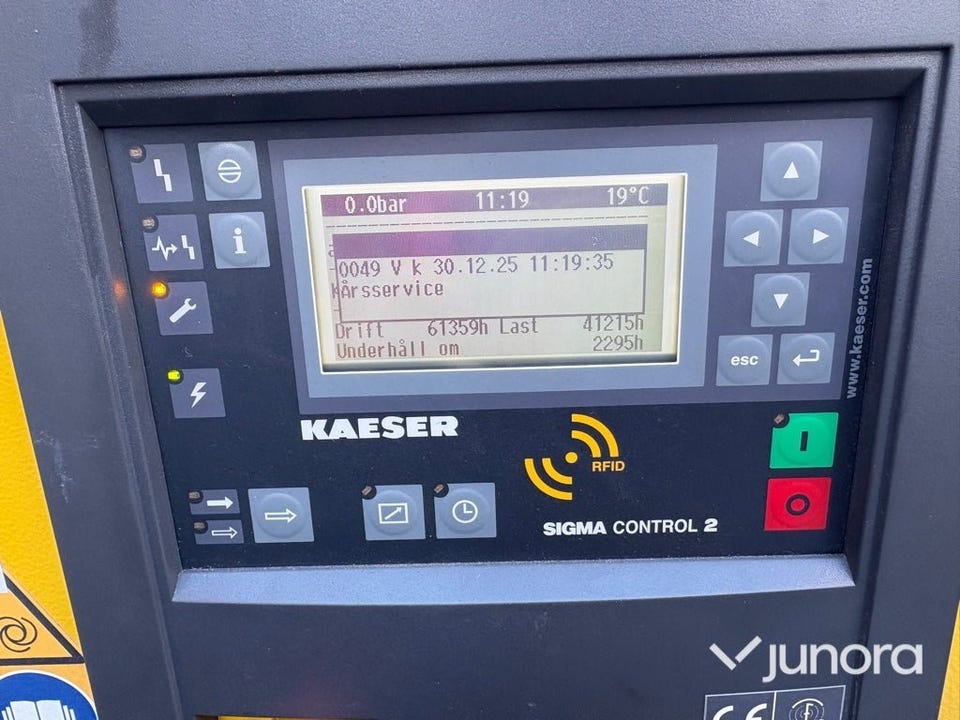 0.0bar 11:19 19°C
0049 V k 30.12.25 11:19:35
Årsservice
Drift 61359h Last 41215h
Underhåll om 2295h
esc
www.kaeser.com
KAESER
RFID
SIGMA CONTROL 2
junora
CE